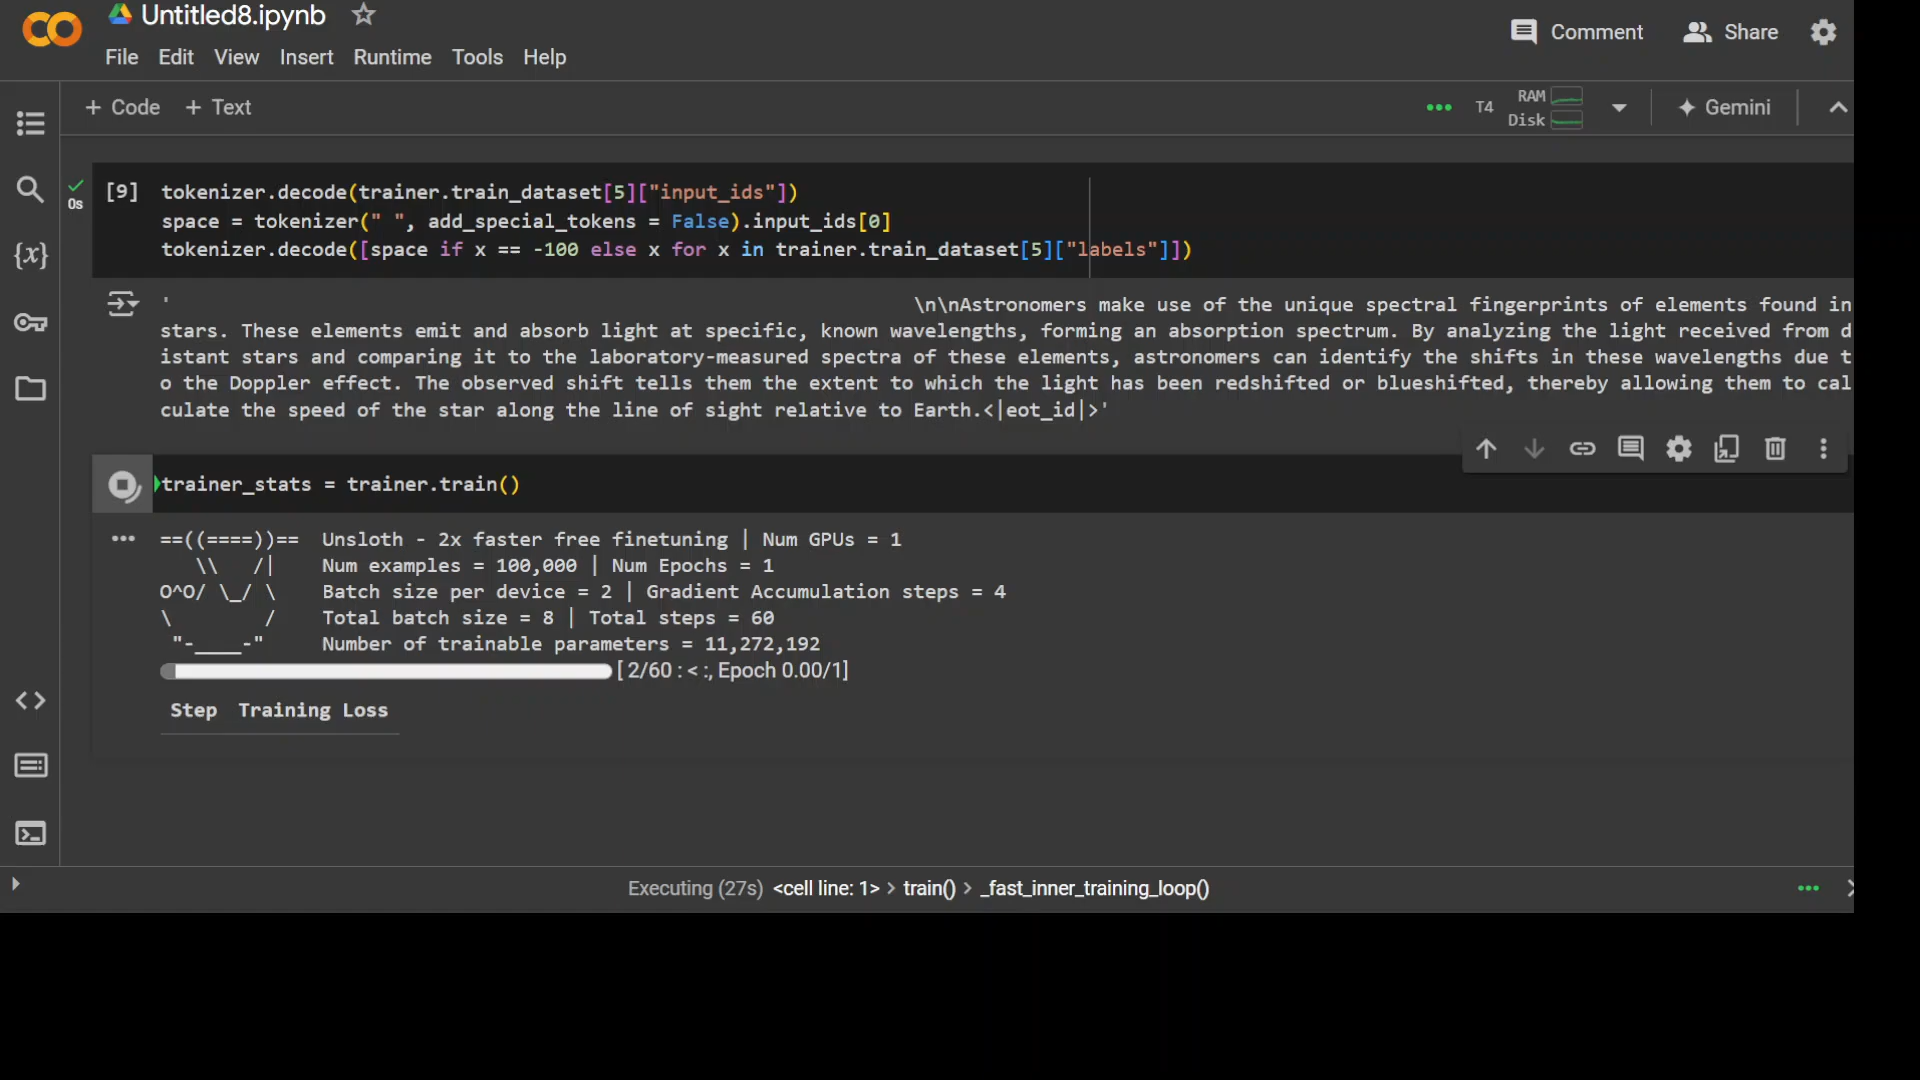 Untitled8.ipynb
File Edit View Insert Runtime Tools Help
Comment Share
+ Code + Text
T4 RAM Disk Gemini
0s
[9] tokenizer.decode(trainer.train_dataset[5]["input_ids"])
space = tokenizer(" ", add_special_tokens = False).input_ids[0]
tokenizer.decode([space if x == -100 else x for x in trainer.train_dataset[5]["labels"]])
' \n\nAstronomers make use of the unique spectral fingerprints of elements found in
stars. These elements emit and absorb light at specific, known wavelengths, forming an absorption spectrum. By analyzing the light received from d
istant stars and comparing it to the laboratory-measured spectra of these elements, astronomers can identify the shifts in these wavelengths due t
o the Doppler effect. The observed shift tells them the extent to which the light has been redshifted or blueshifted, thereby allowing them to cal
culate the speed of the star along the line of sight relative to Earth.<|eot_id|>'
trainer_stats = trainer.train()
==((====))== Unsloth - 2x faster free finetuning | Num GPUs = 1
\\ /| Num examples = 100,000 | Num Epochs = 1
O^O/ \_/ \ Batch size per device = 2 | Gradient Accumulation steps = 4
\ / Total batch size = 8 | Total steps = 60
"-____-" Number of trainable parameters = 11,272,192
[ 2/60 : < :, Epoch 0.00/1]
Step Training Loss
Executing (27s) <cell line: 1> > train() > _fast_inner_training_loop()